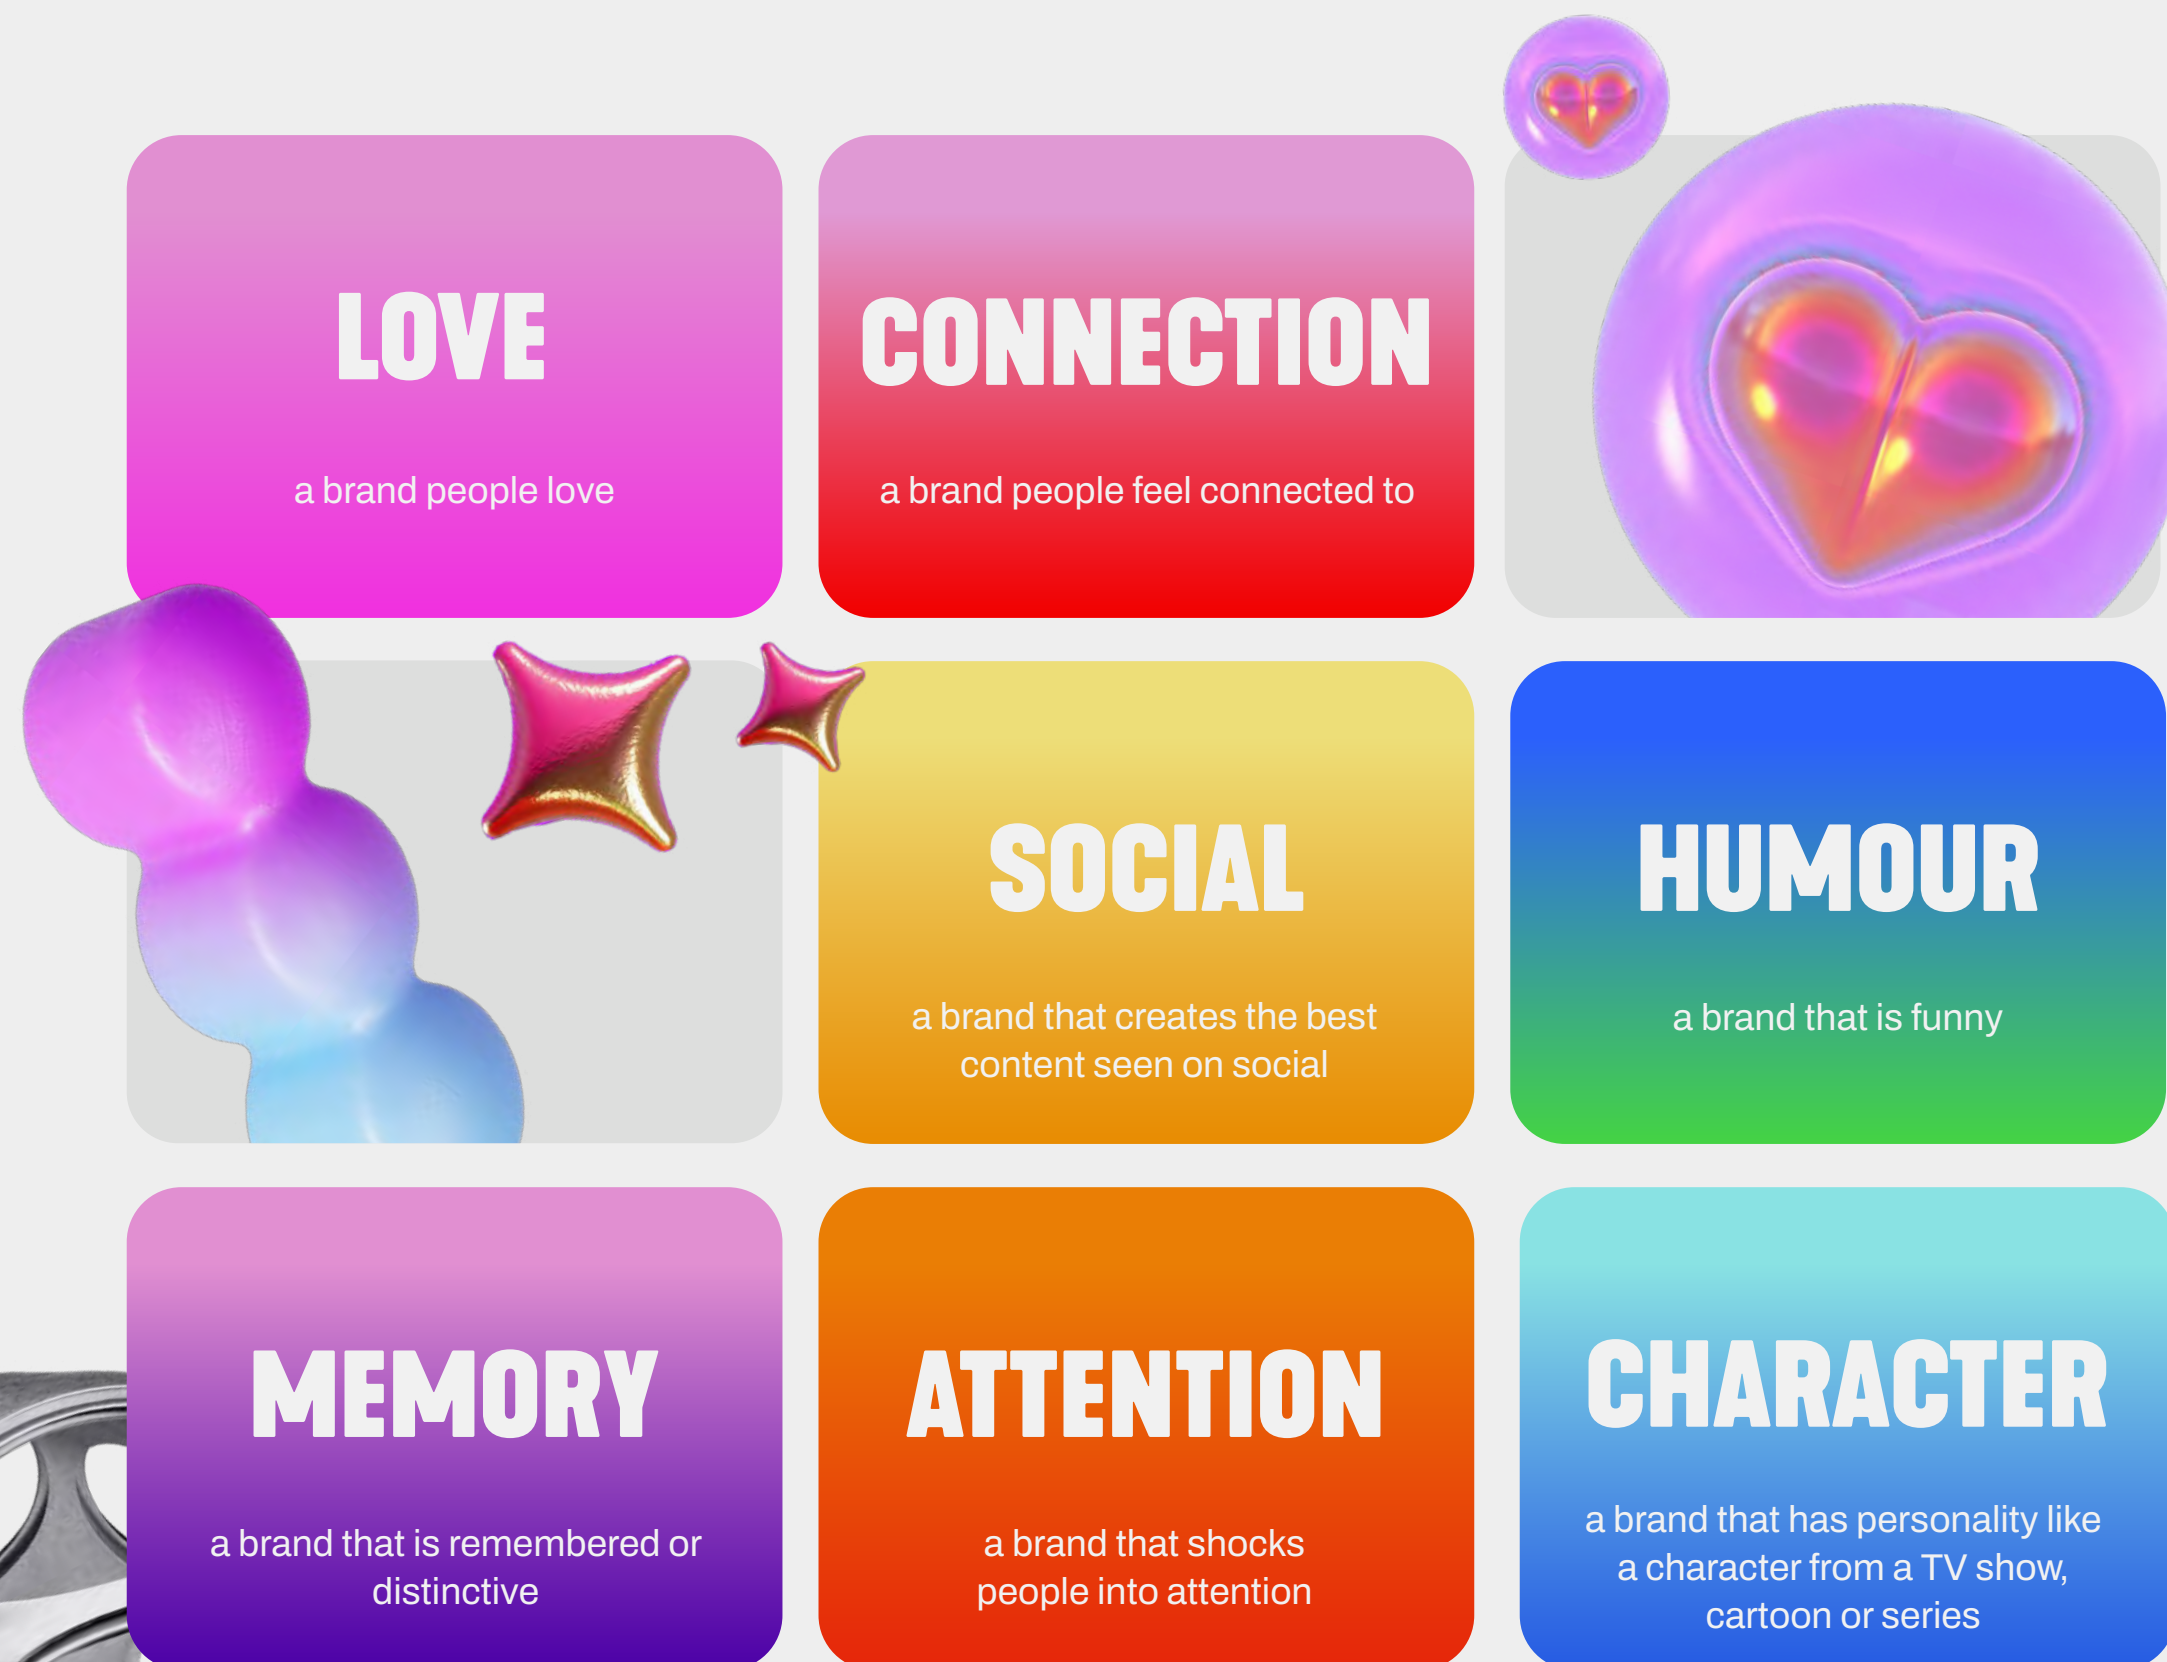 LOVE
a brand people love
CONNECTION
a brand people feel connected to
SOCIAL
a brand that creates the best
content seen on social
HUMOUR
a brand that is funny
MEMORY
a brand that is remembered or
distinctive
ATTENTION
a brand that shocks
people into attention
CHARACTER
a brand that has personality like
a character from a TV show,
cartoon or series